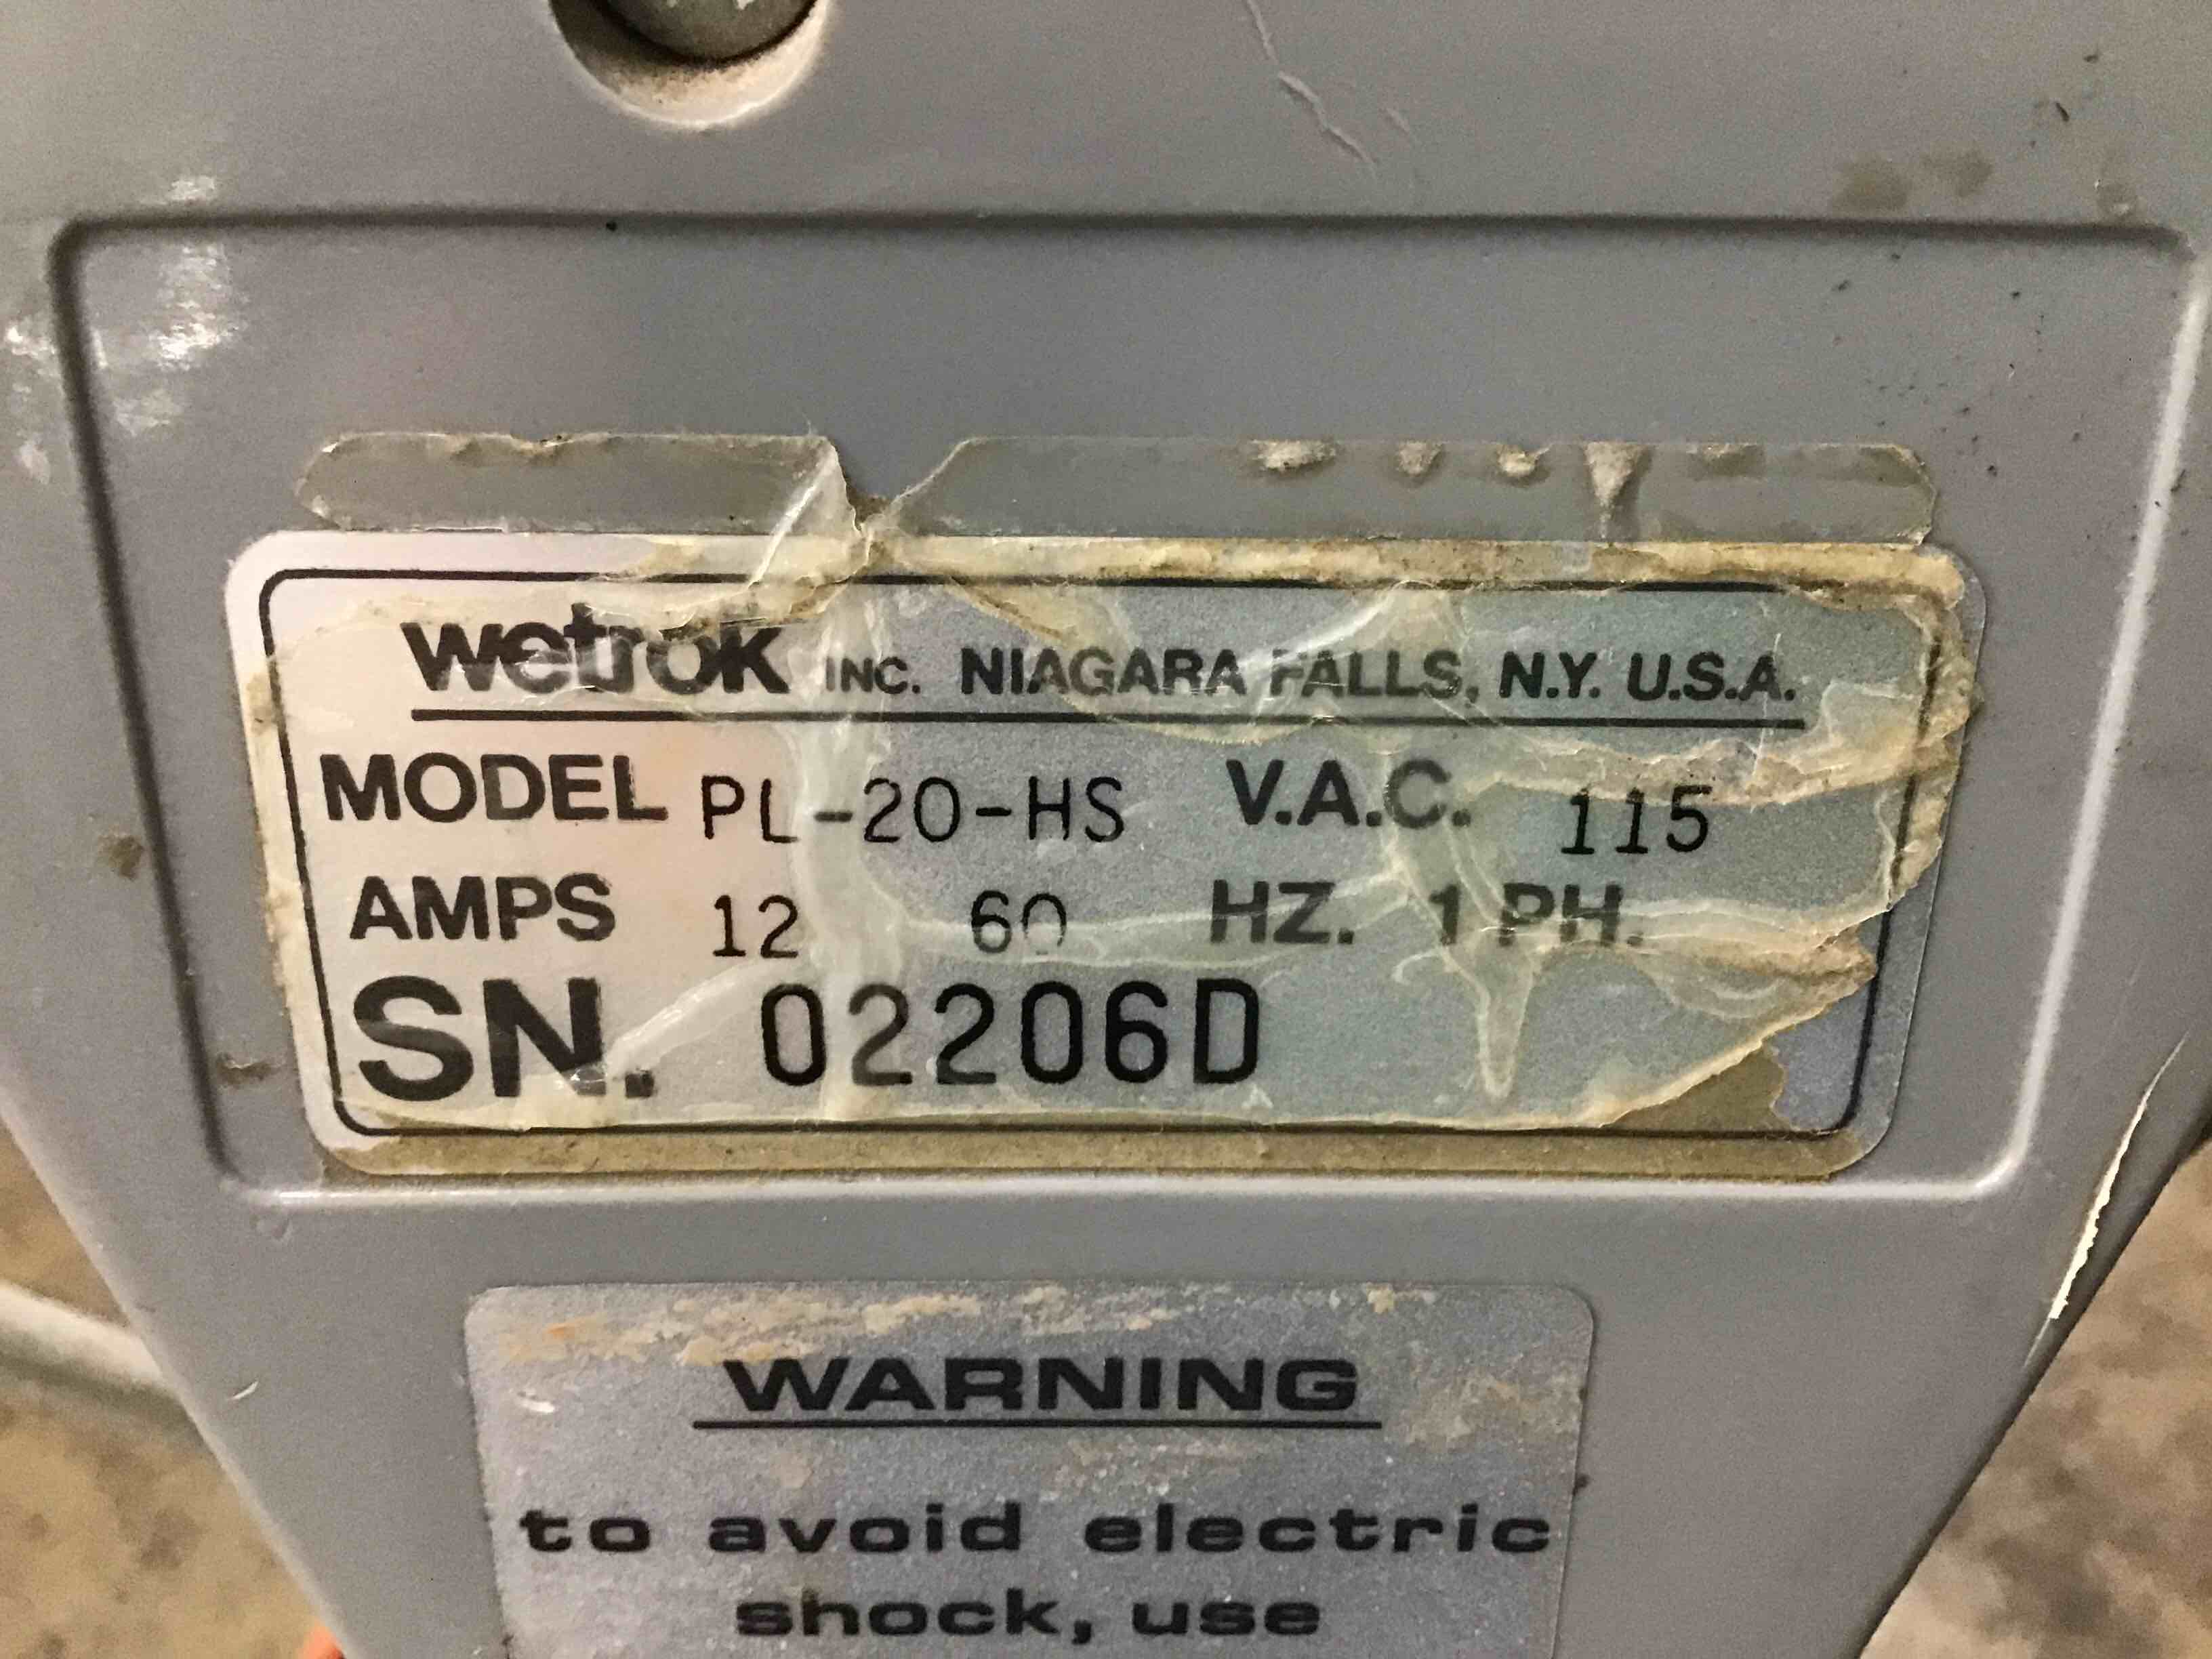 wetrok INC. NIAGARA FALLS, N.Y. U.S.A.
MODEL PL-20-HS V.A.C. 115
AMPS 12 60 HZ. 1 PH.
SN. 02206D
WARNING
to avoid electric
shock, use